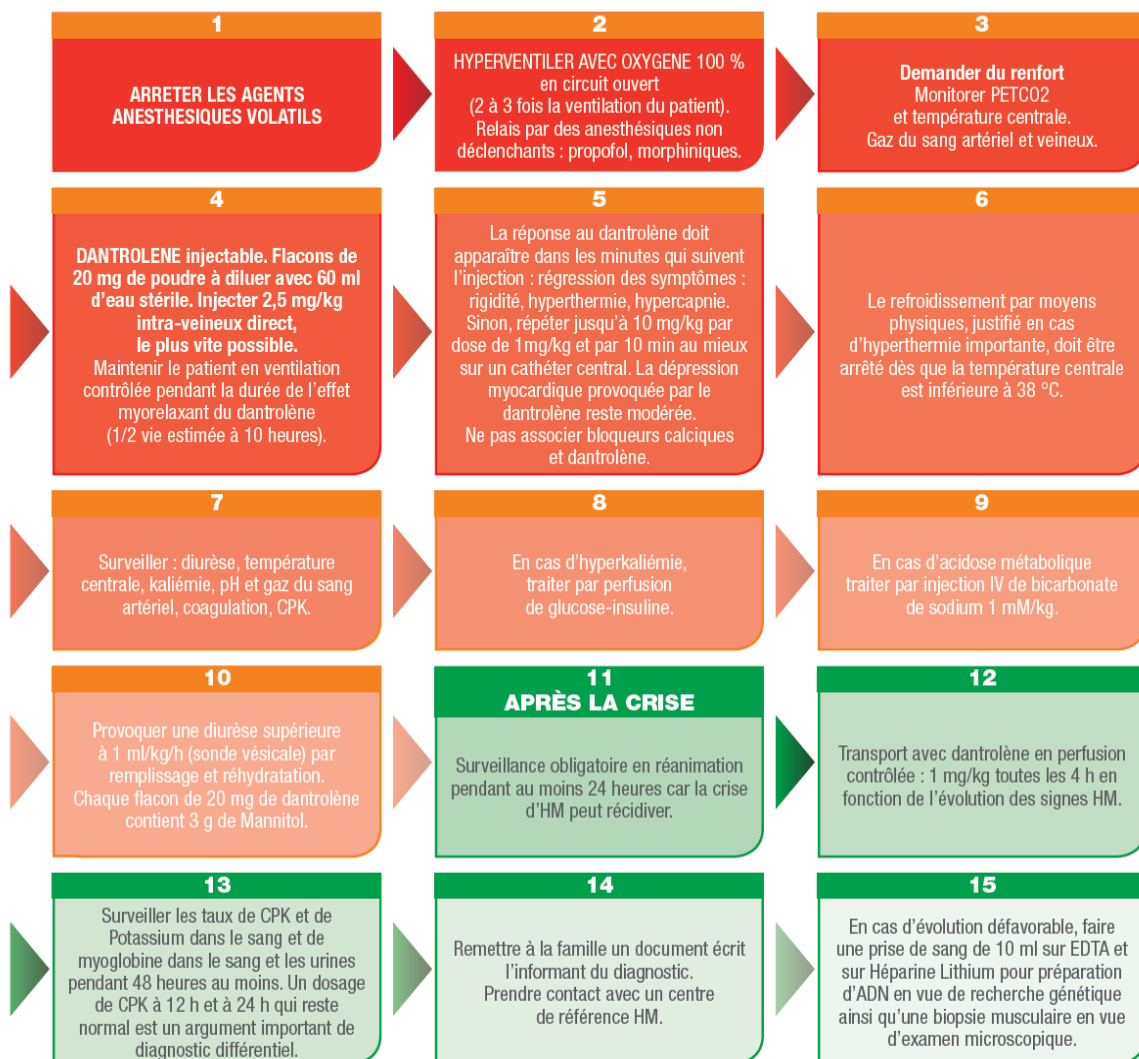 1
ARRETER LES AGENTS
ANESTHESIQUES VOLATILS
2
HYPERVENTILER AVEC OXYGENE 100 %
en circuit ouvert
(2 à 3 fois la ventilation du patient).
Relais par des anesthésiques non
déclenchants : propofol, morphiniques.
3
Demander du renfort
Monitorer PETCO2
et température centrale.
Gaz du sang artériel et veineux.
4
DANTROLENE injectable. Flacons de
20 mg de poudre à diluer avec 60 ml
d'eau stérile. Injecter 2,5 mg/kg
intra-veineux direct,
le plus vite possible.
Maintenir le patient en ventilation
contrôlée pendant la durée de l'effet
myorelaxant du dantrolène
(1/2 vie estimée à 10 heures).
5
La réponse au dantrolène doit
apparaître dans les minutes qui suivent
l'injection : régression des symptômes :
rigidité, hyperthermie, hypercapnie.
Sinon, répéter jusqu'à 10 mg/kg par
dose de 1mg/kg et par 10 min au mieux
sur un cathéter central. La dépression
myocardique provoquée par le
dantrolène reste modérée.
Ne pas associer bloqueurs calciques
et dantrolène.
6
Le refroidissement par moyens
physiques, justifié en cas
d'hyperthermie importante, doit être
arrêté dès que la température centrale
est inférieure à 38 °C.
7
Surveiller : diurèse, température
centrale, kaliémie, pH et gaz du sang
artériel, coagulation, CPK.
8
En cas d'hyperkaliémie,
traiter par perfusion
de glucose-insuline.
9
En cas d'acidose métabolique
traiter par injection IV de bicarbonate
de sodium 1 mM/kg.
10
Provoquer une diurèse supérieure
à 1 ml/kg/h (sonde vésicale) par
remplissage et réhydratation.
Chaque flacon de 20 mg de dantrolène
contient 3 g de Mannitol.
11
APRÈS LA CRISE
Surveillance obligatoire en réanimation
pendant au moins 24 heures car la crise
d'HM peut récidiver.
12
Transport avec dantrolène en perfusion
contrôlée : 1 mg/kg toutes les 4 h en
fonction de l'évolution des signes HM.
13
Surveiller les taux de CPK et de
Potassium dans le sang et de
myoglobine dans le sang et les urines
pendant 48 heures au moins. Un dosage
de CPK à 12 h et à 24 h qui reste
normal est un argument important de
diagnostic différentiel.
14
Remettre à la famille un document écrit
l'informant du diagnostic.
Prendre contact avec un centre
de référence HM.
15
En cas d'évolution défavorable, faire
une prise de sang de 10 ml sur EDTA et
sur Héparine Lithium pour préparation
d'ADN en vue de recherche génétique
ainsi qu'une biopsie musculaire en vue
d'examen microscopique.